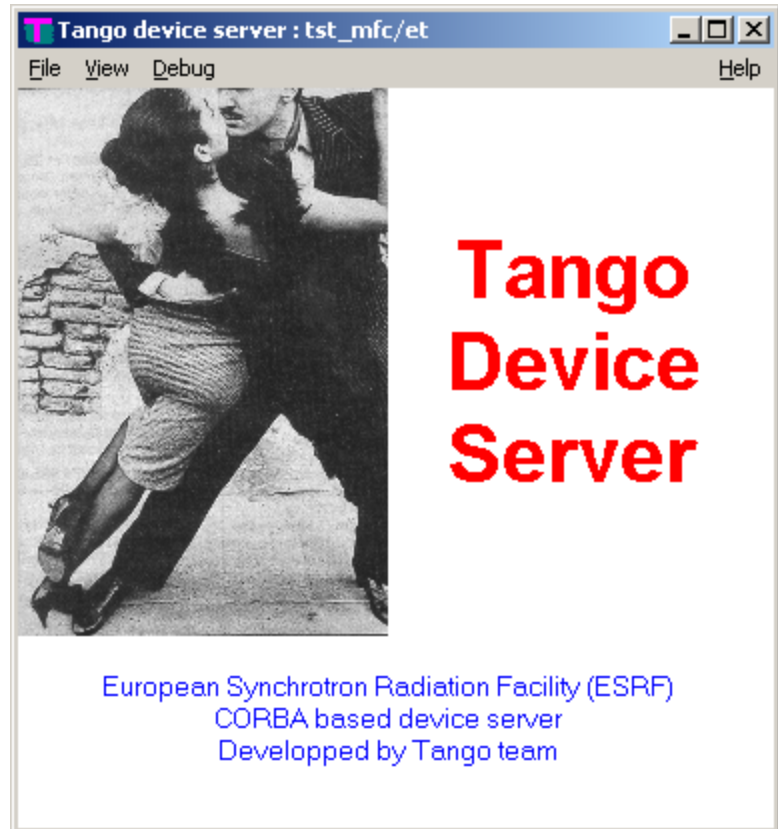 Tango device server : tst_mfc/et
File View Debug Help
Tango
Device
Server
European Synchrotron Radiation Facility (ESRF)
CORBA based device server
Developped by Tango team